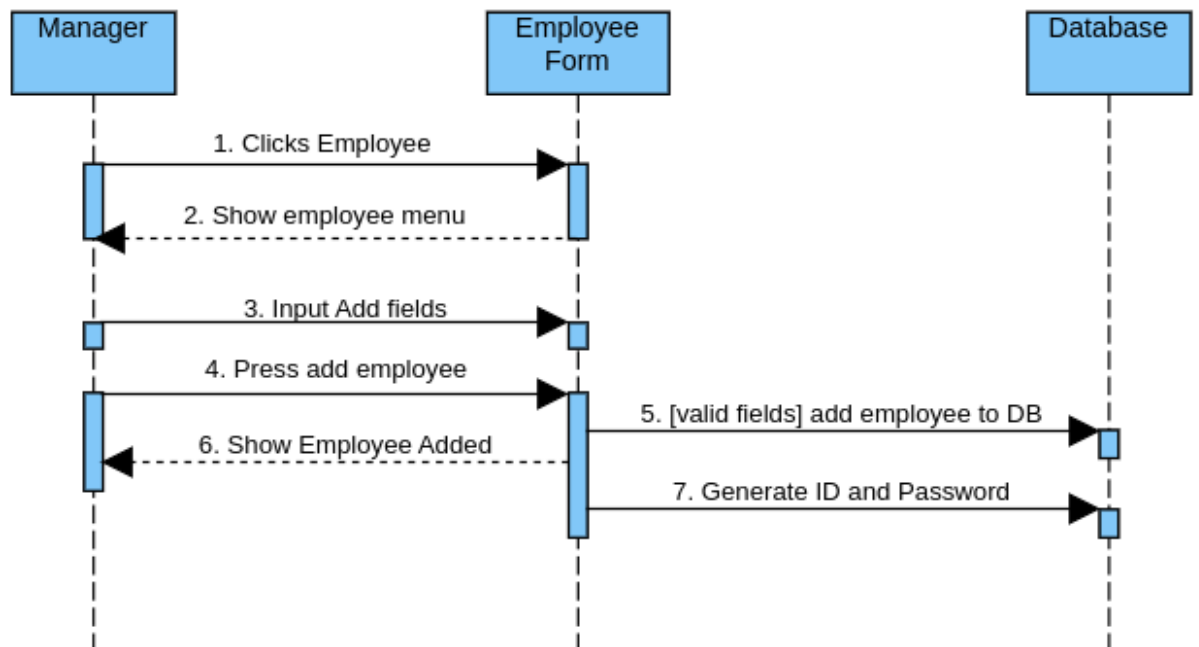 Manager
Employee
Form
Database
1. Clicks Employee
2. Show employee menu
3. Input Add fields
4. Press add employee
5. [valid fields] add employee to DB
6. Show Employee Added
7. Generate ID and Password